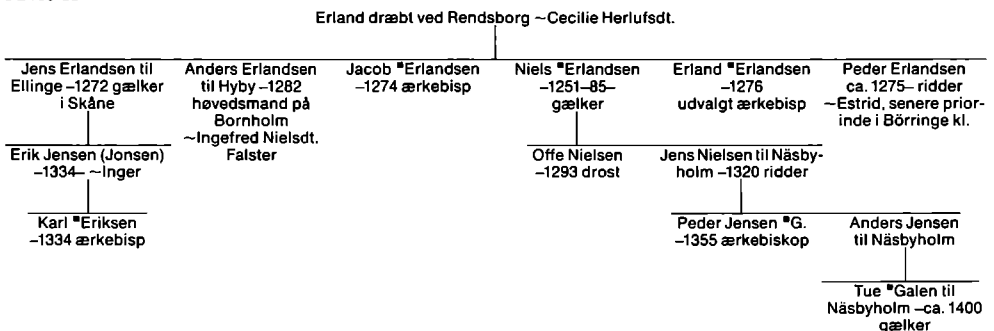 Erland dræbt ved Rendsborg ~Cecilie Herlufsdt.
Jens Erlandsen til
Ellinge –1272 gælker
i Skåne
Anders Erlandsen
til Hyby –1282
høvedsmand på
Bornholm
~Ingefred Nielsdt.
Falster
Jacob ■Erlandsen
–1274 ærkebisp
Niels ■Erlandsen
–1251–85–
gælker
Erland ■Erlandsen
–1276
udvalgt ærkebisp
Peder Erlandsen
ca. 1275– ridder
~Estrid, senere prior-
inde i Börringe kl.
Erik Jensen (Jonsen)
–1334– ~Inger
Offe Nielsen
–1293 drost
Jens Nielsen til Näsby-
holm –1320 ridder
Karl ■Eriksen
–1334 ærkebisp
Peder Jensen ■G.
–1355 ærkebiskop
Anders Jensen
til Näsbyholm
Tue ■Galen til
Näsbyholm –ca. 1400
gælker